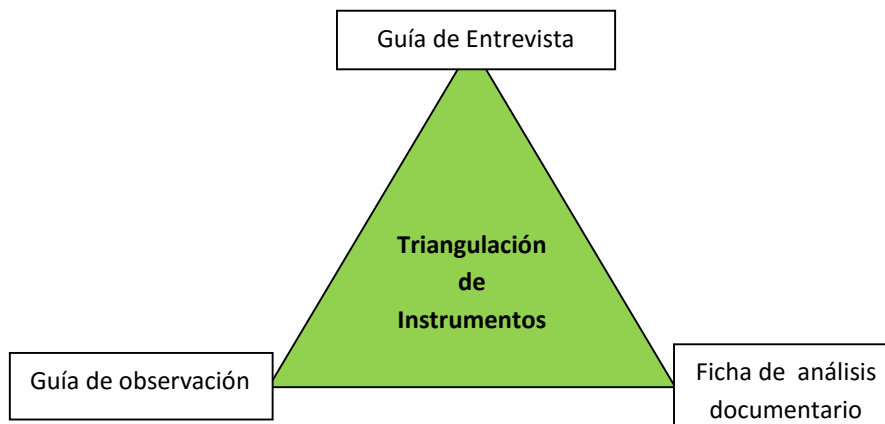 Guía de Entrevista
Triangulación
de
Instrumentos
Guía de observación
Ficha de análisis
documentario